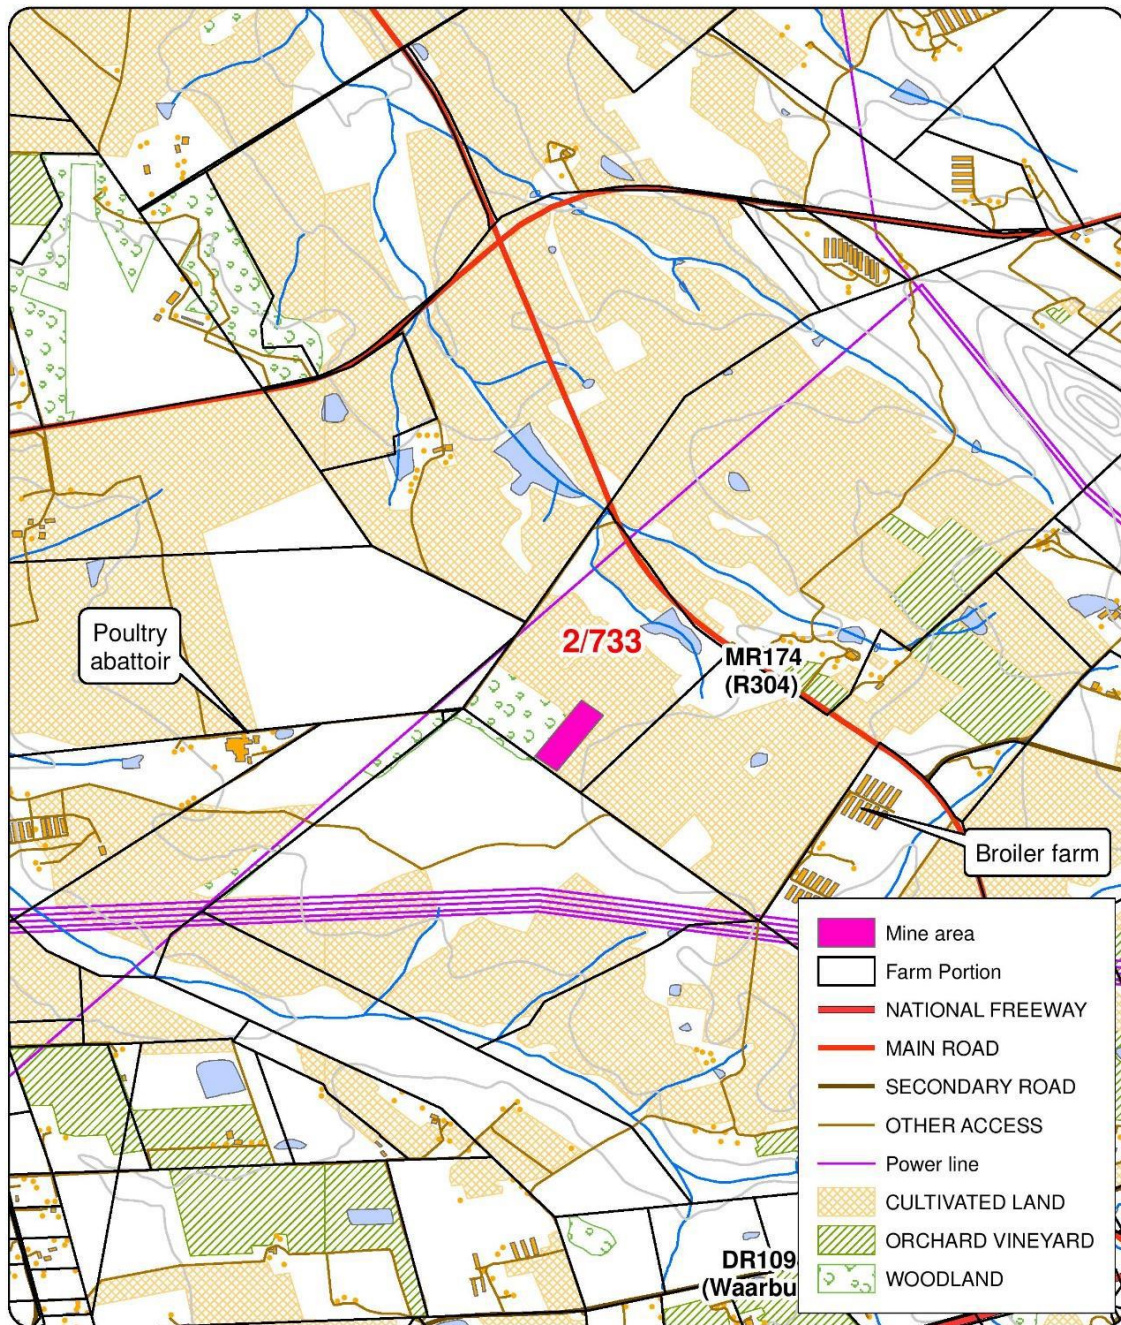 Poultry
abattoir
2/733
MR174
(R304)
Broiler farm
Mine area
Farm Portion
NATIONAL FREEWAY
MAIN ROAD
SECONDARY ROAD
OTHER ACCESS
Power line
CULTIVATED LAND
ORCHARD VINEYARD
WOODLAND
DR109
(Waarbu